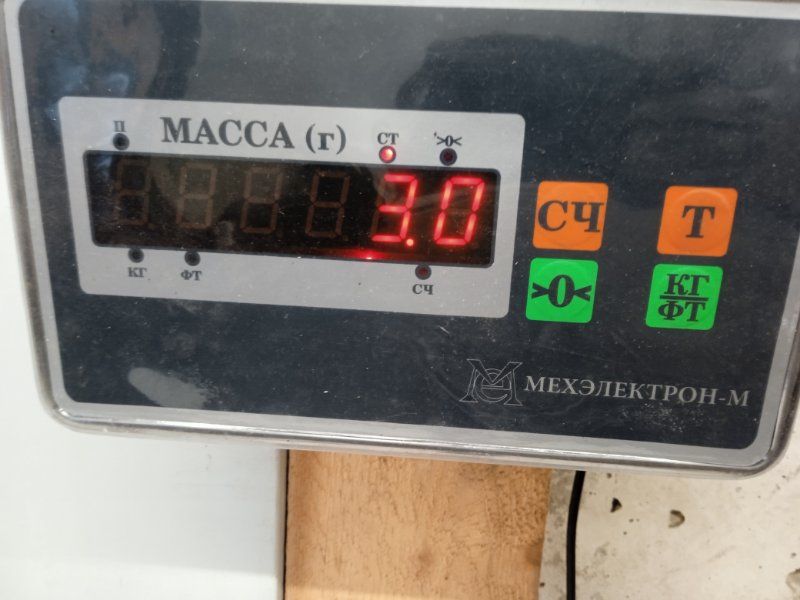 П МАССА (г) СТ >0<
3.0
КГ ФТ СЧ
СЧ Т
>0< КГ/ФТ
МЕХЭЛЕКТРОН-М